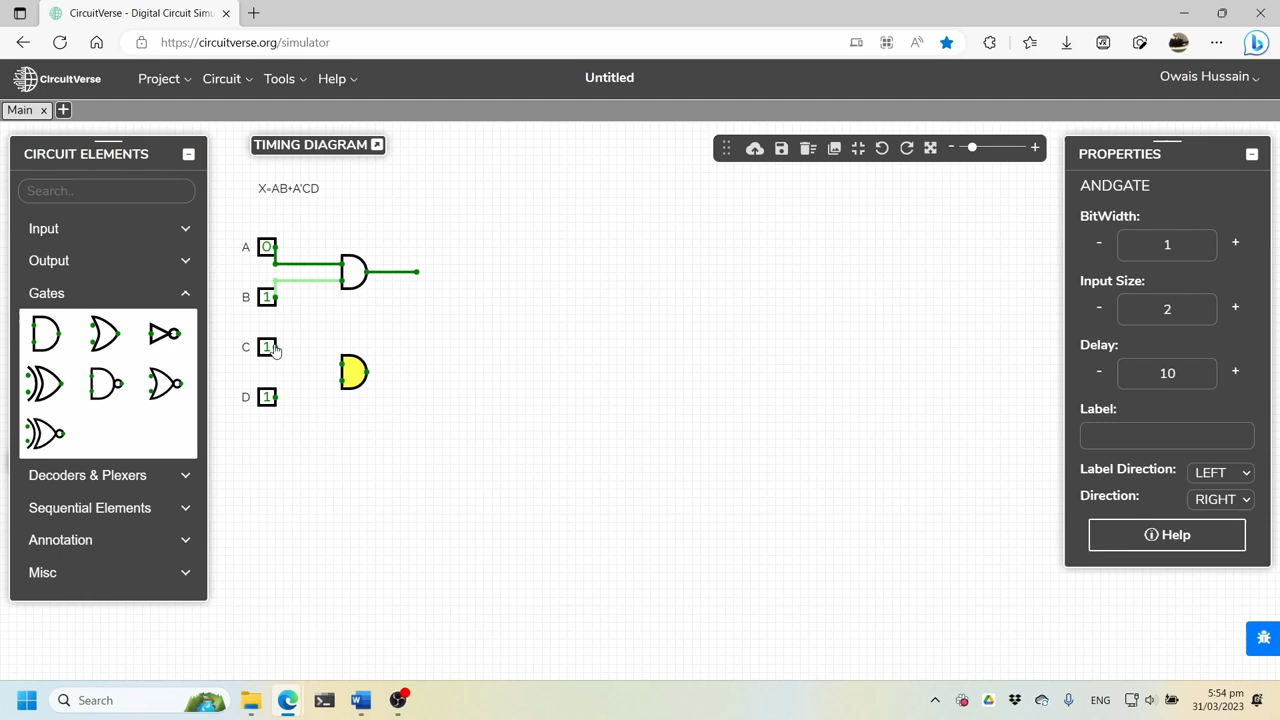 CircuitVerse - Digital Circuit Simu
https://circuitverse.org/simulator
CircuitVerse
Project
Circuit
Tools
Help
Untitled
Owais Hussain
Main x
CIRCUIT ELEMENTS
Search..
Input
Output
Gates
Decoders & Plexers
Sequential Elements
Annotation
Misc
TIMING DIAGRAM
X=AB+A'CD
A 0
B 1
C 1
D 1
PROPERTIES
ANDGATE
BitWidth:
- 1 +
Input Size:
- 2 +
Delay:
- 10 +
Label:
Label Direction: LEFT
Direction: RIGHT
Help
Search
ENG
5:54 pm
31/03/2023